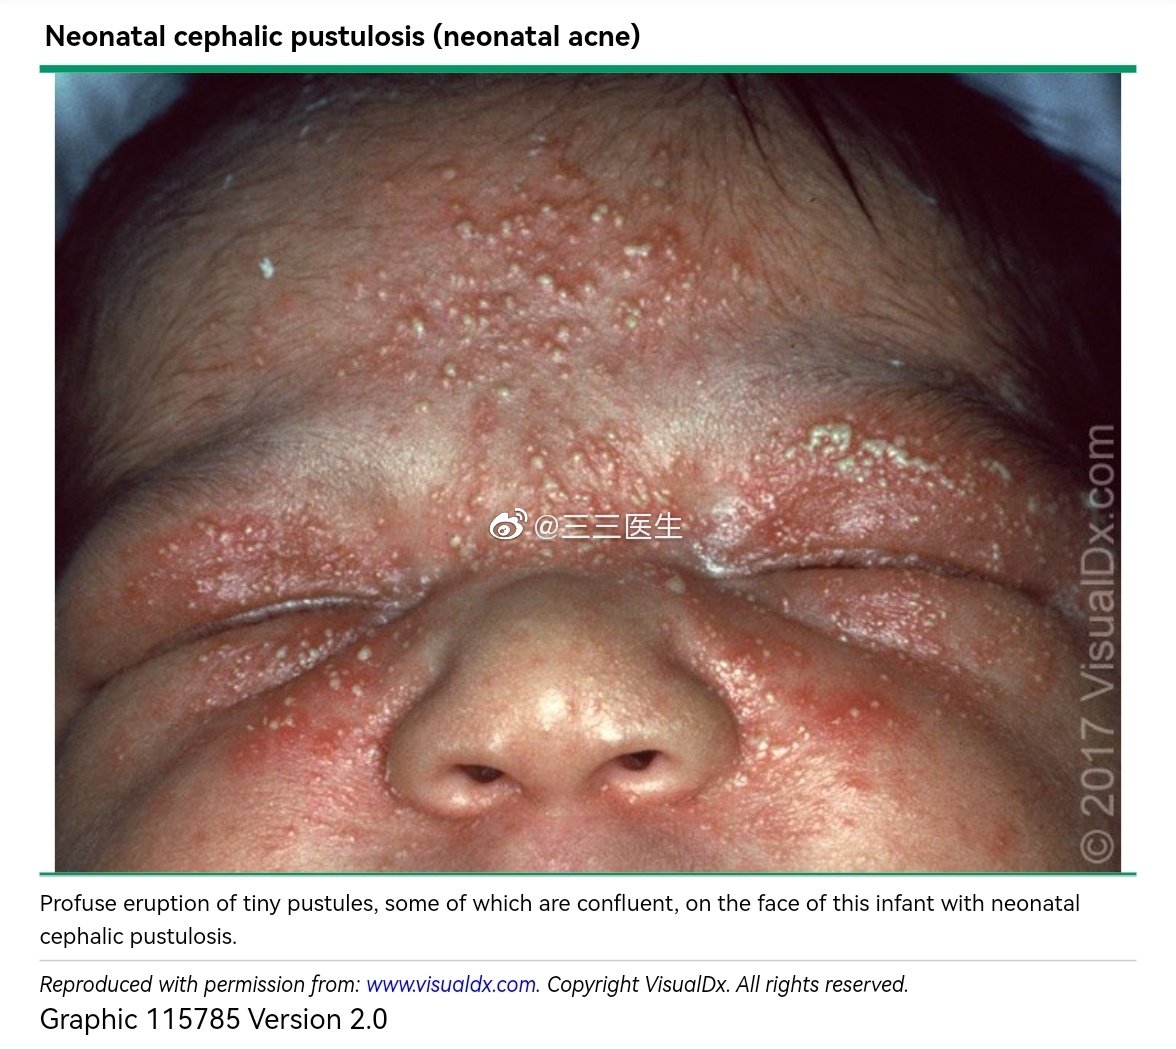 Neonatal cephalic pustulosis (neonatal acne)
@三三医生
© 2017 VisualDx.com
Profuse eruption of tiny pustules, some of which are confluent, on the face of this infant with neonatal
cephalic pustulosis.
Reproduced with permission from: www.visualdx.com. Copyright VisualDx. All rights reserved.
Graphic 115785 Version 2.0